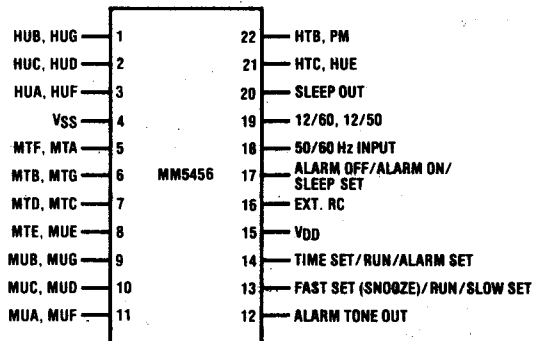 HUB, HUG 1
HUC, HUD 2
HUA, HUF 3
VSS 4
MTF, MTA 5
MTB, MTG 6
MTD, MTC 7
MTE, MUE 8
MUB, MUG 9
MUC, MUD 10
MUA, MUF 11
MM5456
22 HTB, PM
21 HTC, HUE
20 SLEEP OUT
19 12/60, 12/50
18 50/60 Hz INPUT
17 ALARM OFF/ALARM ON/
SLEEP SET
16 EXT. RC
15 VDD
14 TIME SET/RUN/ALARM SET
13 FAST SET (SNOOZE)/RUN/SLOW SET
12 ALARM TONE OUT